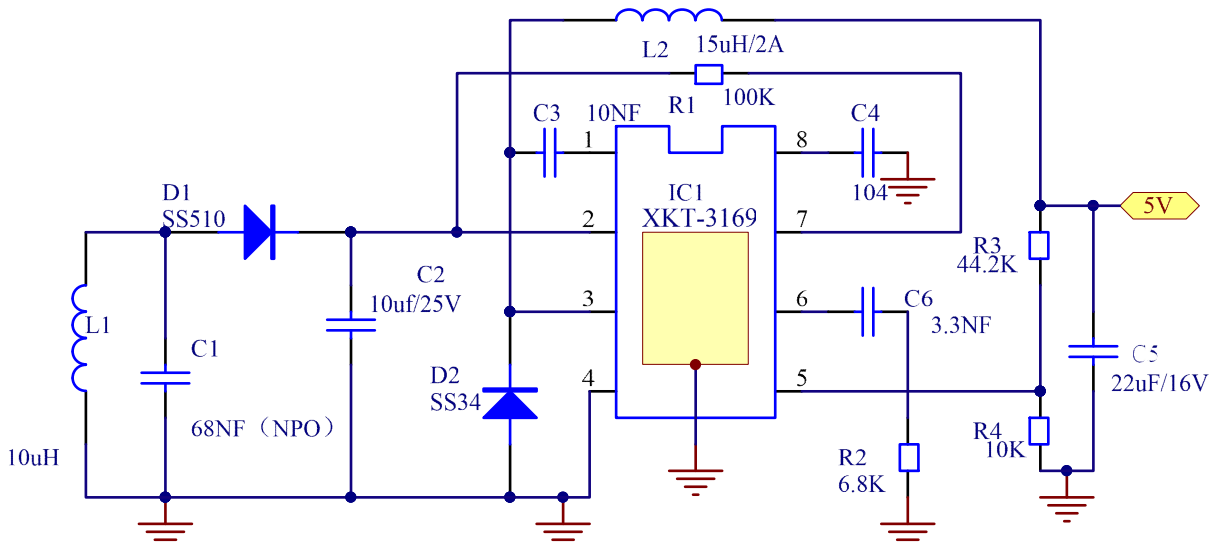 L2
15uH/2A
R1
100K
C3
10NF
C4
104
1
8
IC1
XKT-3169
D1
SS510
2
7
5V
R3
44.2K
C2
10uf/25V
3
6
C6
3.3NF
L1
C1
C5
22uF/16V
D2
SS34
4
5
68NF（NPO）
10uH
R4
10K
R2
6.8K